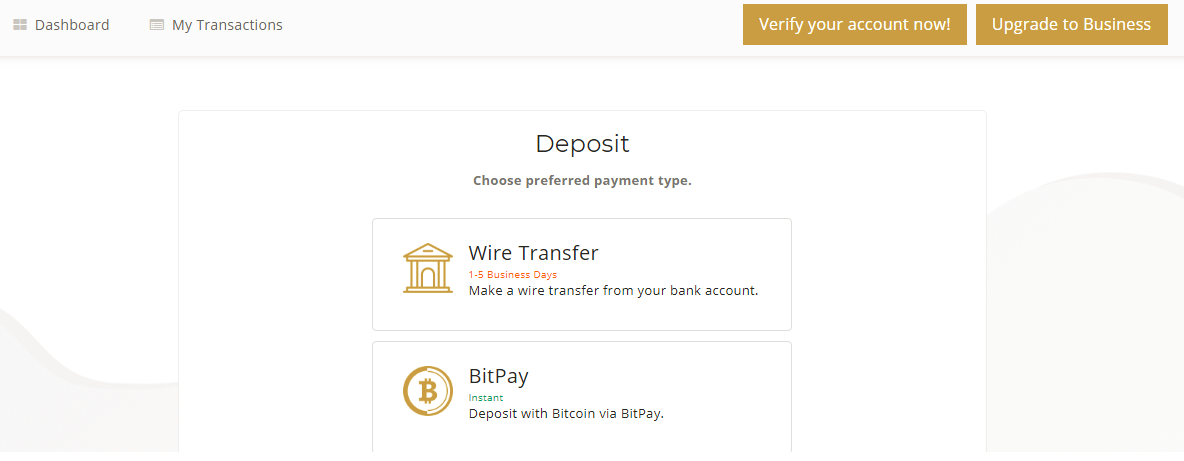 Dashboard
My Transactions
Verify your account now!
Upgrade to Business
Deposit
Choose preferred payment type.
Wire Transfer
1-5 Business Days
Make a wire transfer from your bank account.
BitPay
Instant
Deposit with Bitcoin via BitPay.